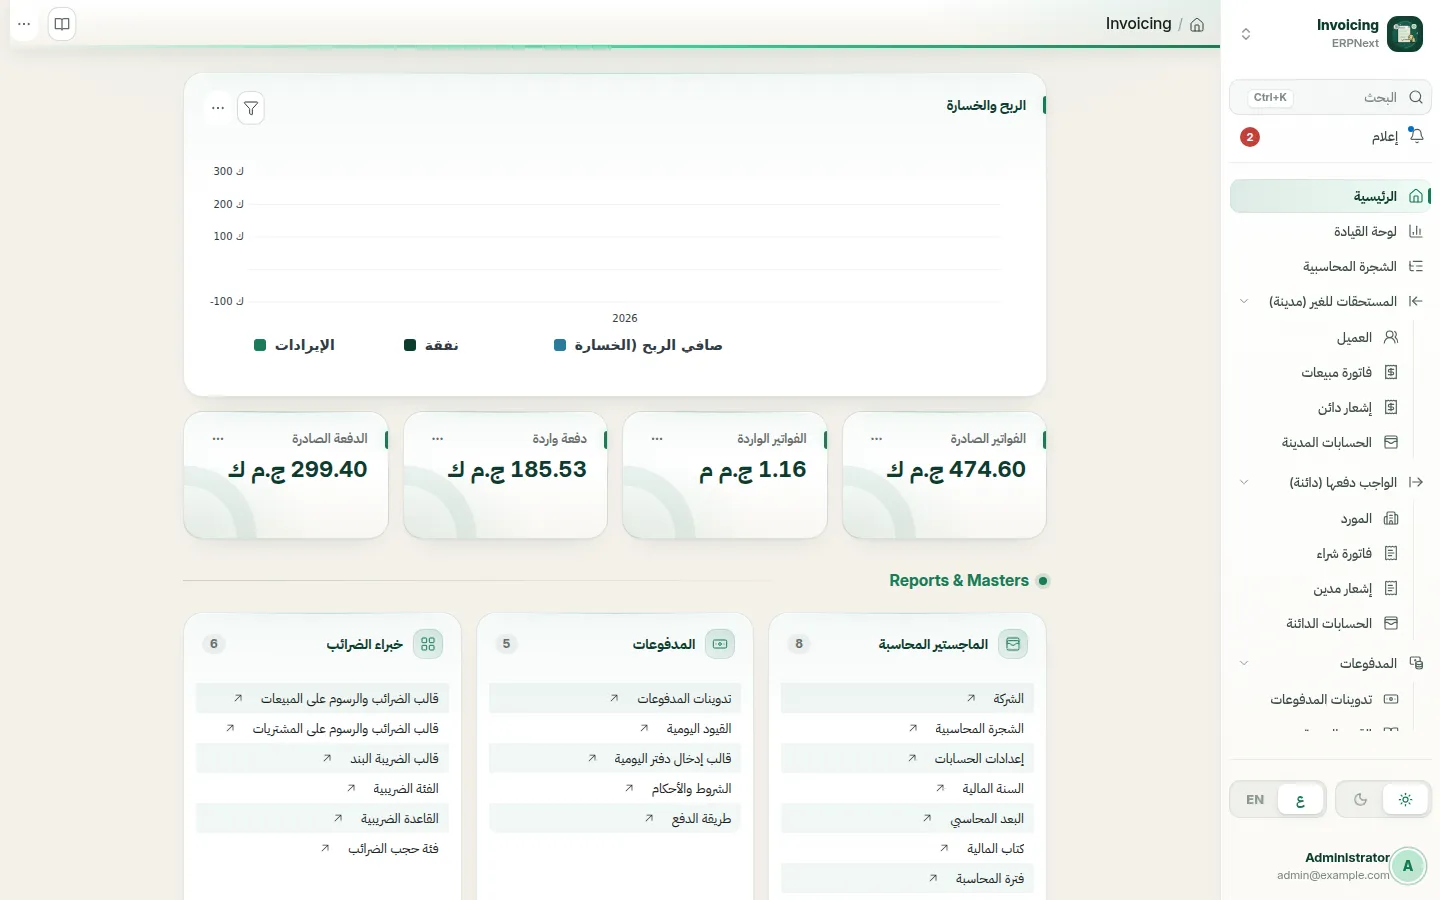 Invoicing
ERPNext
البحث
Ctrl+K
إعلام
2
الرئيسية
لوحة القيادة
الشجرة المحاسبية
المستحقات للغير (مدينة)
العميل
فاتورة مبيعات
إشعار دائن
الحسابات المدينة
الواجب دفعها (دائنة)
المورد
فاتورة شراء
إشعار مدين
الحسابات الدائنة
المدفوعات
تدوينات المدفوعات
ع
EN
Administrator
admin@example.com
A
/ Invoicing
الربح والخسارة
300 ك
200 ك
100 ك
-100 ك
2026
الإيرادات
نفقة
صافي الربح (الخسارة
الفواتير الصادرة
474.60 ج.م ك
الفواتير الواردة
1.16 ج.م م
دفعة واردة
185.53 ج.م ك
الدفعة الصادرة
299.40 ج.م ك
Reports & Masters
الماجستير المحاسبة
8
الشركة
الشجرة المحاسبية
إعدادات الحسابات
السنة المالية
البعد المحاسبي
كتاب المالية
فترة المحاسبة
المدفوعات
5
تدوينات المدفوعات
القيود اليومية
قالب إدخال دفتر اليومية
الشروط والأحكام
طريقة الدفع
خبراء الضرائب
6
قالب الضرائب والرسوم على المبيعات
قالب الضرائب والرسوم على المشتريات
قالب الضريبة البند
الفئة الضريبية
القاعدة الضريبية
فئة حجب الضرائب